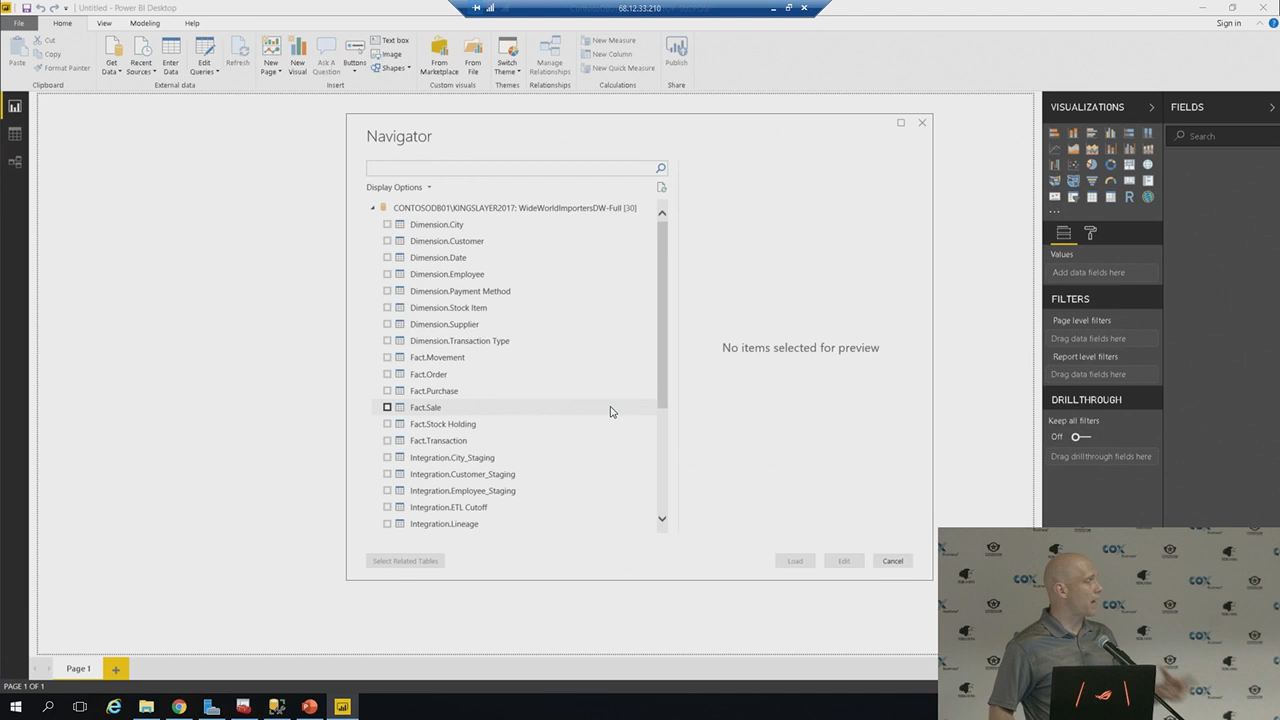 Untitled - Power BI Desktop
68.12.33.210
Sign in
File
Home
View
Modeling
Help
Cut
Copy
Format Painter
Paste
Get Data
Recent Sources
Enter Data
Edit Queries
Refresh
New Page
New Visual
Ask A Question
Buttons
Text box
Image
Shapes
From Marketplace
From File
Switch Theme
Manage Relationships
New Measure
New Column
New Quick Measure
Publish
Clipboard
External data
Insert
Custom visuals
Themes
Relationships
Calculations
Share
VISUALIZATIONS
FIELDS
Search
Navigator
Display Options
CONTOSODB01\KINGSLAYER2017: WideWorldImportersDW-Full [30]
Dimension.City
Dimension.Customer
Dimension.Date
Dimension.Employee
Dimension.Payment Method
Dimension.Stock Item
Dimension.Supplier
Dimension.Transaction Type
Fact.Movement
Fact.Order
Fact.Purchase
Fact.Sale
Fact.Stock Holding
Fact.Transaction
Integration.City_Staging
Integration.Customer_Staging
Integration.Employee_Staging
Integration.ETL Cutoff
Integration.Lineage
No items selected for preview
Select Related Tables
Load
Edit
Cancel
R
Values
Add data fields here
FILTERS
Page level filters
Drag data fields here
Report level filters
Drag data fields here
DRILLTHROUGH
Keep all filters
Off
Drag drillthrough fields here
COX
COX
COX
COX
COX
Page 1
PAGE 1 OF 1